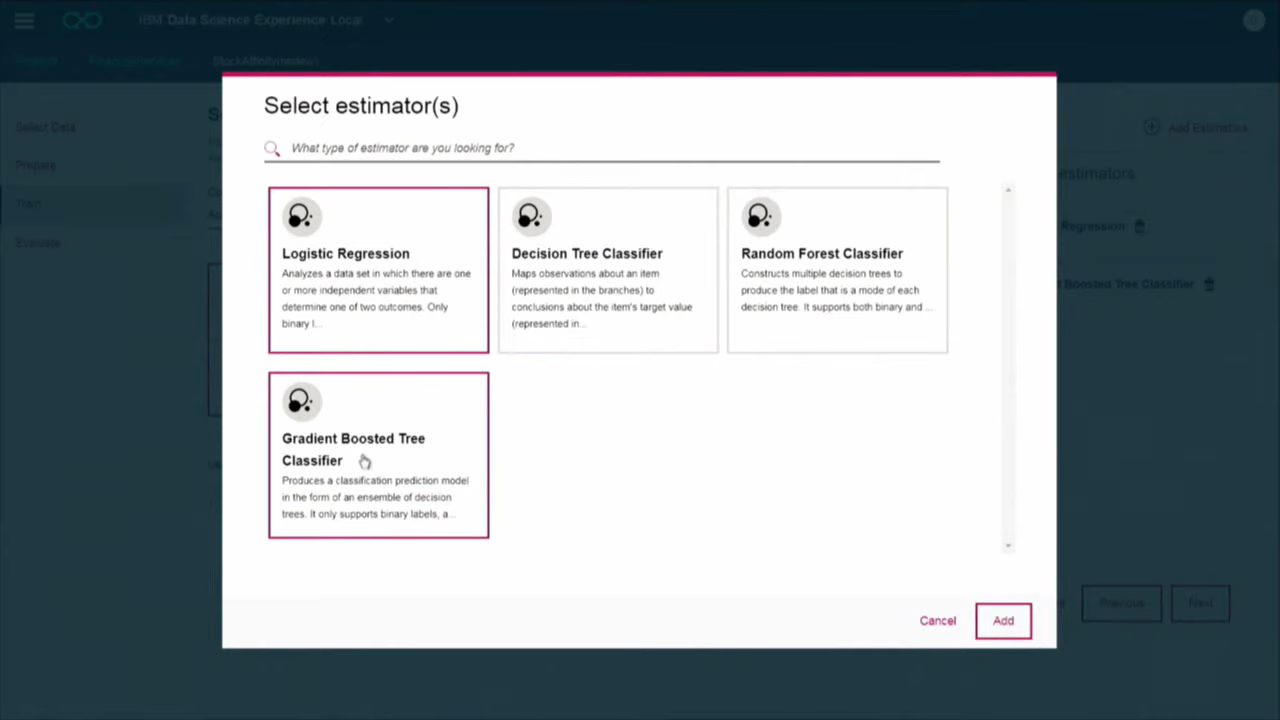 IBM Data Science Experience Local
Select estimator(s)
What type of estimator are you looking for?
Select Data
Prepare
Train
Evaluate
Add Estimators
estimators
Regression
Boosted Tree Classifier
Logistic Regression
Analyzes a data set in which there are one
or more independent variables that
determine one of two outcomes. Only
binary l...
Decision Tree Classifier
Maps observations about an item
(represented in the branches) to
conclusions about the item's target value
(represented in...
Random Forest Classifier
Constructs multiple decision trees to
produce the label that is a mode of each
decision tree. It supports both binary and ...
Gradient Boosted Tree
Classifier
Produces a classification prediction model
in the form of an ensemble of decision
trees. It only supports binary labels, a...
Previous
Next
Cancel
Add